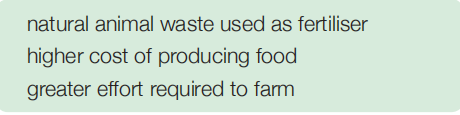 natural animal waste used as fertiliser
higher cost of producing food
greater effort required to farm